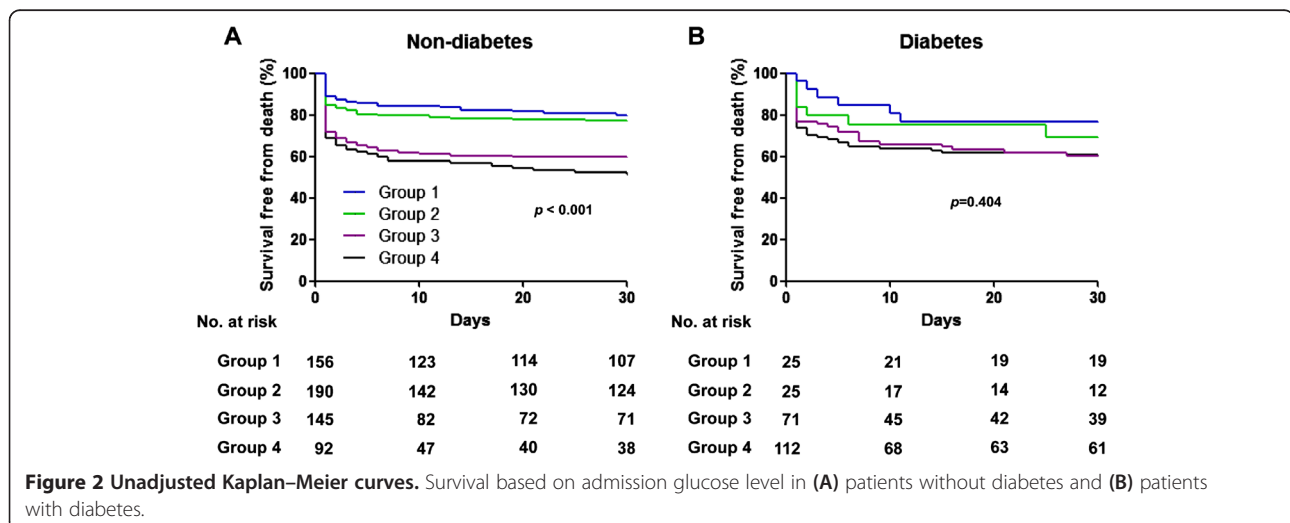 A
Non-diabetes
Survival free from death (%)
100
80
60
40
20
0
Group 1
Group 2
Group 3
Group 4
p < 0.001
0 10 20 30
Days
No. at risk
Group 1 156 123 114 107
Group 2 190 142 130 124
Group 3 145 82 72 71
Group 4 92 47 40 38
B
Diabetes
Survival free from death (%)
100
80
60
40
20
0
p=0.404
0 10 20 30
Days
No. at risk
Group 1 25 21 19 19
Group 2 25 17 14 12
Group 3 71 45 42 39
Group 4 112 68 63 61
Figure 2 Unadjusted Kaplan–Meier curves. Survival based on admission glucose level in (A) patients without diabetes and (B) patients
with diabetes.